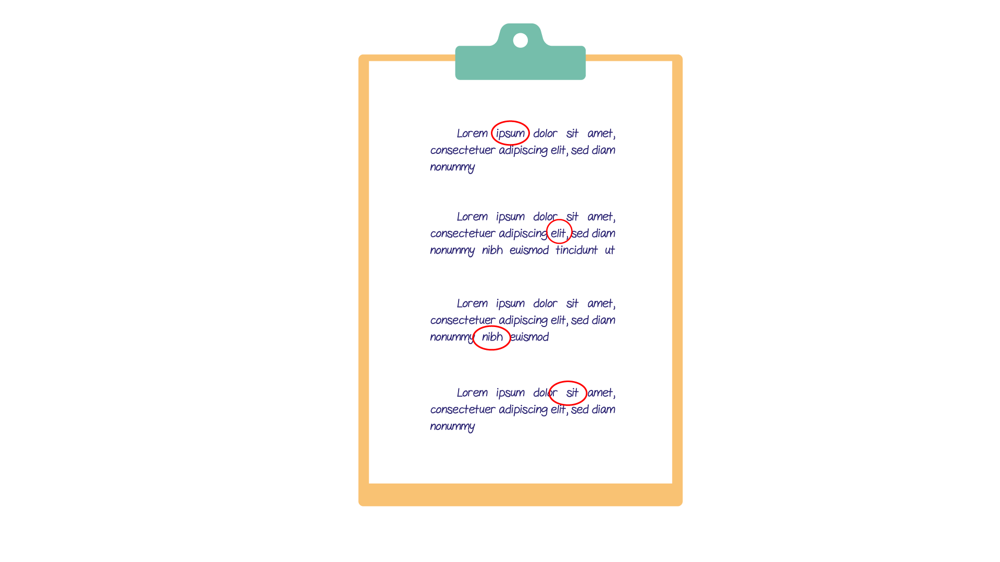 Lorem ipsum dolor sit amet,
consectetuer adipiscing elit, sed diam
nonummy
Lorem ipsum dolor sit amet,
consectetuer adipiscing elit, sed diam
nonummy nibh euismod tincidunt ut
Lorem ipsum dolor sit amet,
consectetuer adipiscing elit, sed diam
nonummy nibh euismod
Lorem ipsum dolor sit amet,
consectetuer adipiscing elit, sed diam
nonummy